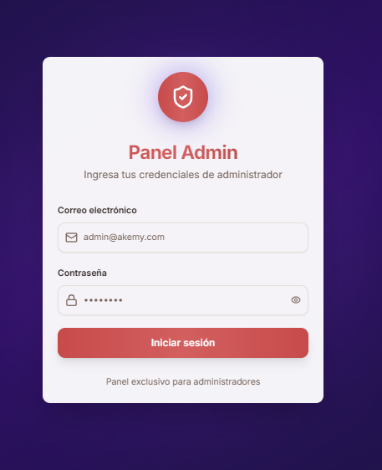 Panel Admin
Ingresa tus credenciales de administrador
Correo electrónico
admin@akemy.com
Contraseña
••••••••
Iniciar sesión
Panel exclusivo para administradores